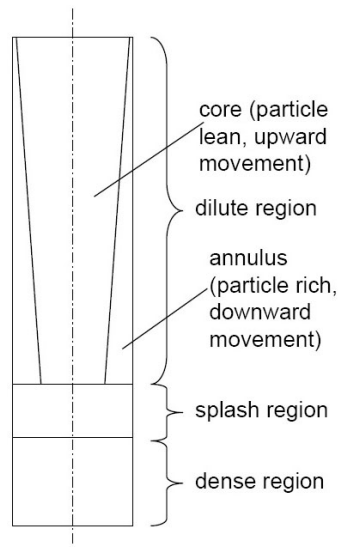 core (particle
lean, upward
movement)
dilute region
annulus
(particle rich,
downward
movement)
splash region
dense region